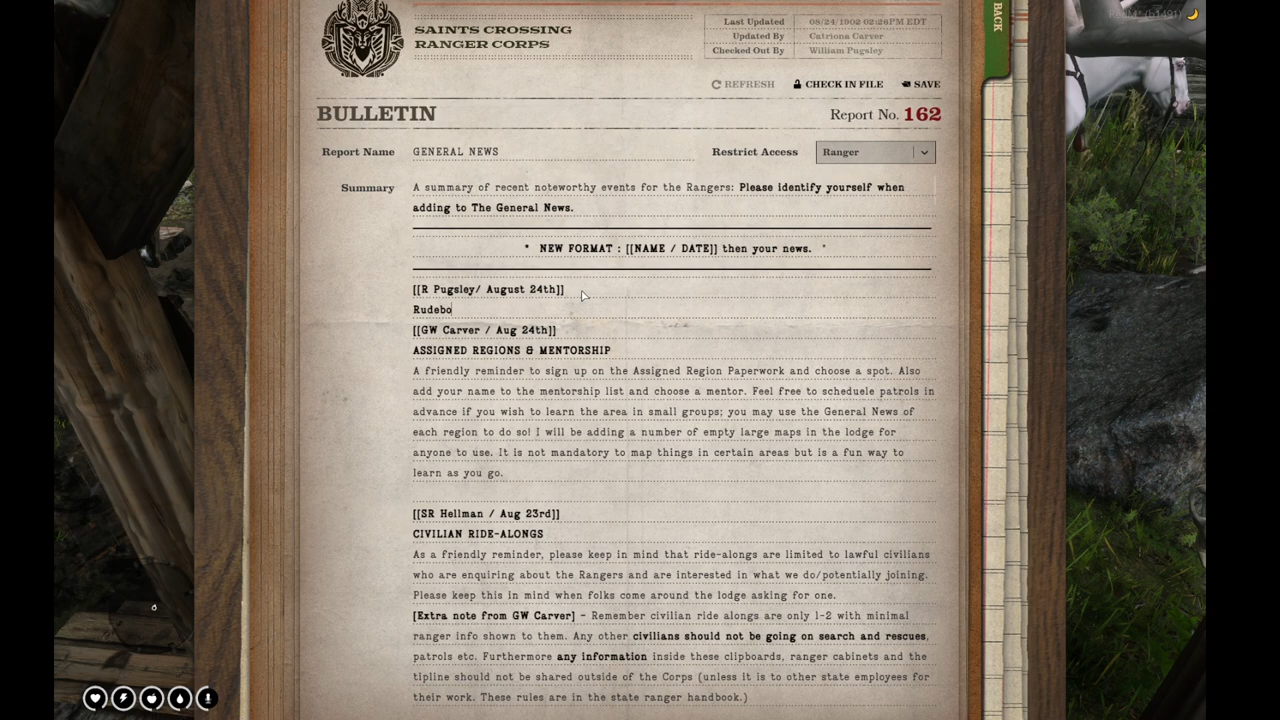 SAINTS CROSSING
RANGER CORPS
Last Updated 08/24/1902 02:28PM EDT
Updated By Catriona Carver
Checked Out By William Pugsley
BACK
REFRESH CHECK IN FILE SAVE
BULLETIN Report No. 162
Report Name GENERAL NEWS Restrict Access Ranger
Summary A summary of recent noteworthy events for the Rangers: Please identify yourself when
adding to The General News.
* NEW FORMAT : [[NAME / DATE]] then your news. *
[[R Pugsley/ August 24th]]
Rudebo
[[GW Carver / Aug 24th]]
ASSIGNED REGIONS & MENTORSHIP
A friendly reminder to sign up on the Assigned Region Paperwork and choose a spot. Also
add your name to the mentorship list and choose a mentor. Feel free to schedeule patrols in
advance if you wish to learn the area in small groups; you may use the General News of
each region to do so! I will be adding a number of empty large maps in the lodge for
anyone to use. It is not mandatory to map things in certain areas but is a fun way to
learn as you go.
[[SR Hellman / Aug 23rd]]
CIVILIAN RIDE-ALONGS
As a friendly reminder, please keep in mind that ride-alongs are limited to lawful civilians
who are enquiring about the Rangers and are interested in what we do/potentially joining.
Please keep this in mind when folks come around the lodge asking for one.
[Extra note from GW Carver] - Remember civilian ride alongs are only 1-2 with minimal
ranger info shown to them. Any other civilians should not be going on search and rescues,
patrols etc. Furthermore any information inside these clipboards, ranger cabinets and the
tipline should not be shared outside of the Corps (unless it is to other state employees for
their work. These rules are in the state ranger handbook.)